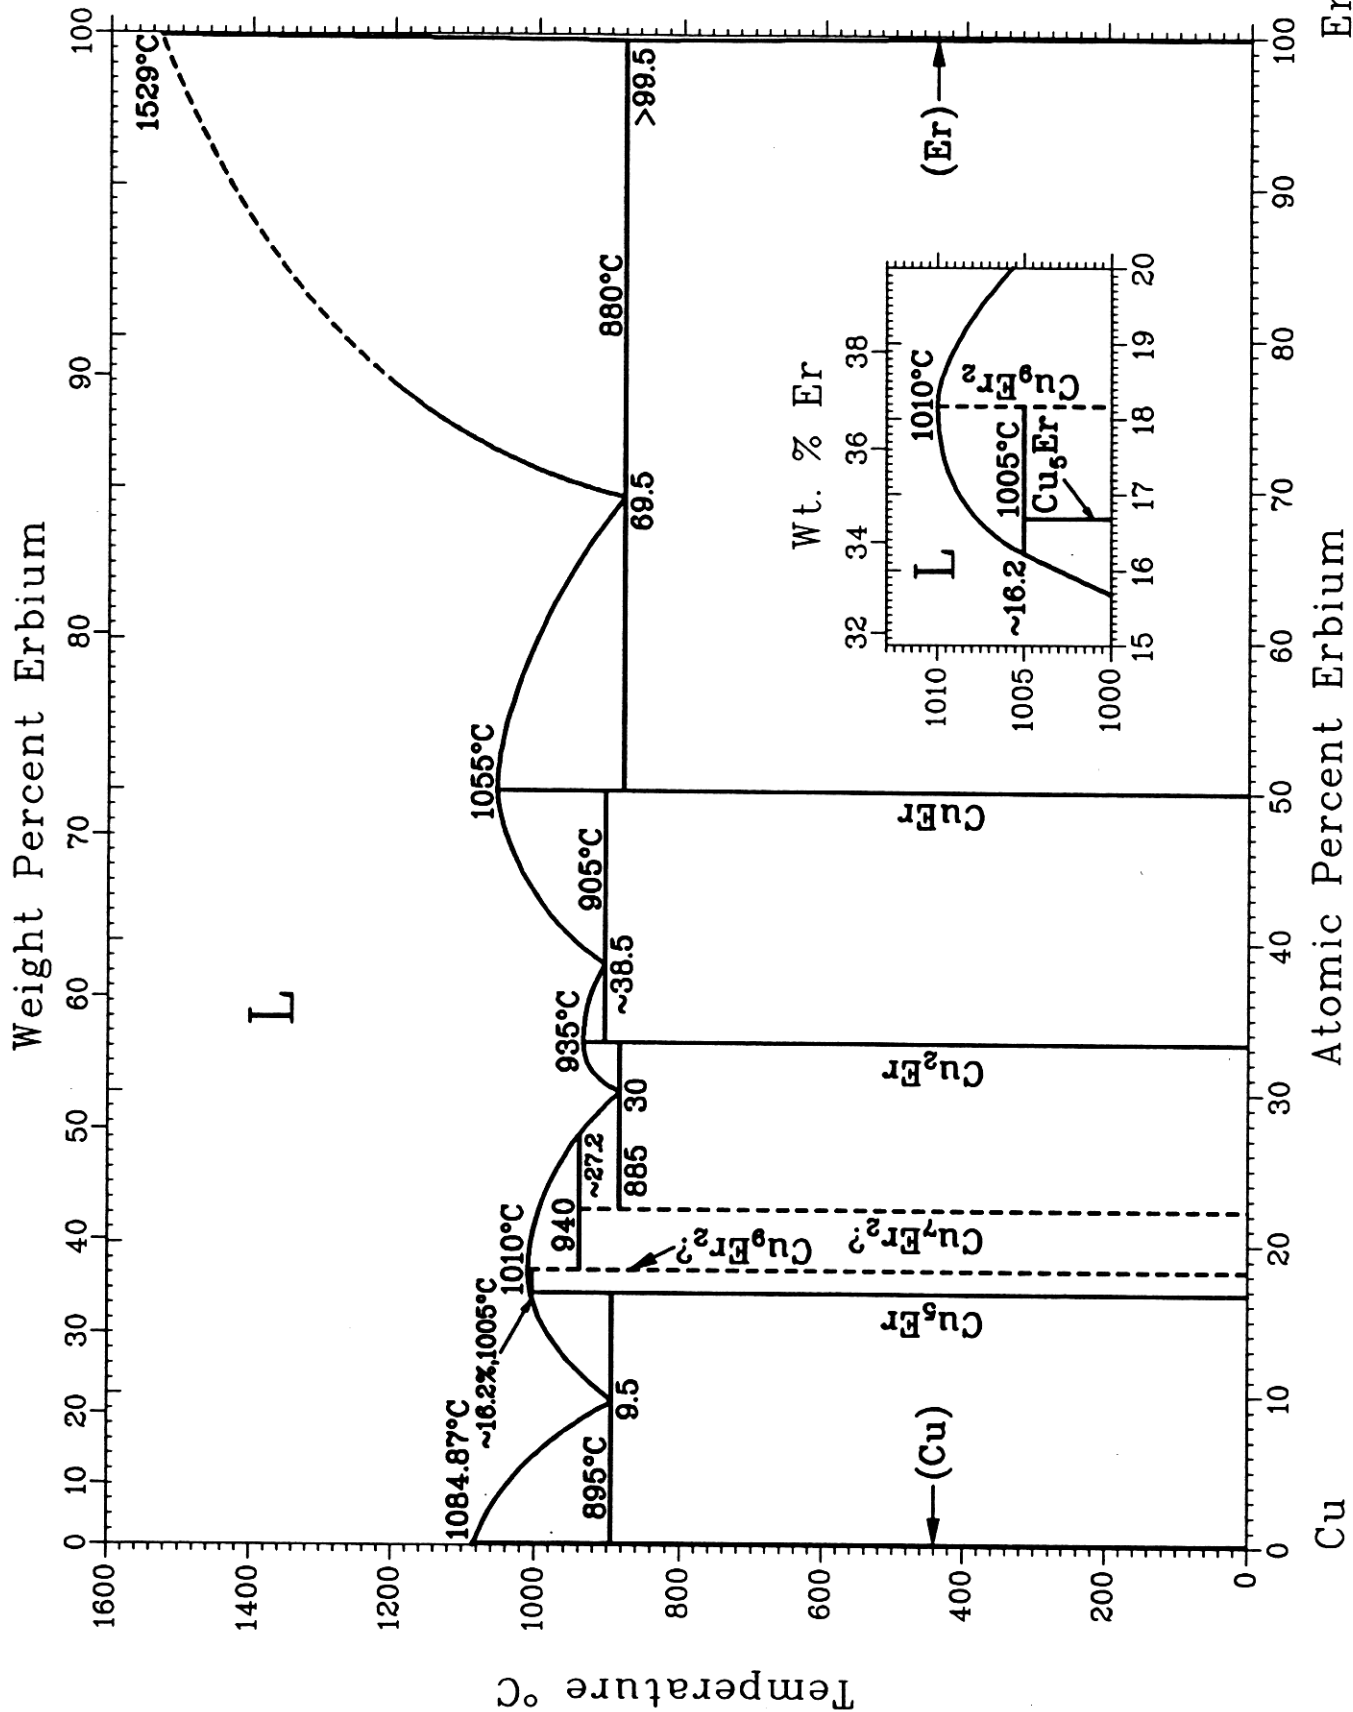 Weight Percent Erbium
0 10 20 30 40 50 60 70 80 90 100
1600
1400
1200
1000
800
600
400
200
0
Temperature °C
L
1529°C
1084.87°C
~16.2%,1005°C
1010°C
935°C
1055°C
895°C
9.5
940
~27.2
885
30
905°C
~38.5
880°C
69.5
>99.5
Cu₅Er
Cu₉Er₂?
Cu₇Er₂?
Cu₂Er
CuEr
(Cu)
(Er)
Wt. % Er
32 34 36 38
1010
1005
1000
L
1010°C
1005°C
~16.2
Cu₅Er
Cu₉Er₂
15 16 17 18 19 20
0 10 20 30 40 50 60 70 80 90 100
Cu
Atomic Percent Erbium
Er